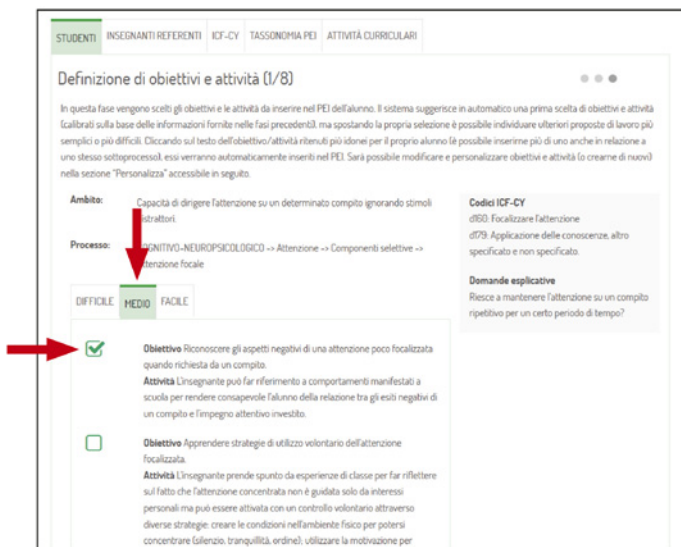 STUDENTI INSEGNANTI REFERENTI ICF-CY TASSONOMIA PEI ATTIVITÀ CURRICULARI
Definizione di obiettivi e attività (1/8)
In questa fase vengono scelti gli obiettivi e le attività da inserire nel PEI dell'alunno. Il sistema suggerisce in automatico una prima scelta di obiettivi e attività
(calibrati sulla base delle informazioni fornite nelle fasi precedenti), ma spostando la propria selezione è possibile individuare ulteriori proposte di lavoro più
semplici o più difficili. Cliccando sul testo dell'obiettivo/attività ritenuti più idonei per il proprio alunno (è possibile inserirne più di uno anche in relazione a
uno stesso sottoprocesso), essi verranno automaticamente inseriti nel PEI. Sarà possibile modificare e personalizzare obiettivi e attività (o crearne di nuovi)
nella sezione "Personalizza" accessibile in seguito.
Ambito: Capacità di dirigere l'attenzione su un determinato compito ignorando stimoli
istrattori.
Processo: OGNITIVO-NEUROPSICOLOGICO -> Attenzione -> Componenti selettive ->
ttenzione focale
Codici ICF-CY
d160: Focalizzare l'attenzione
d179: Applicazione delle conoscenze, altro
specificato e non specificato.
Domande esplicative
Riesce a mantenere l'attenzione su un compito
ripetitivo per un certo periodo di tempo?
DIFFICILE MEDIO FACILE
Obiettivo Riconoscere gli aspetti negativi di una attenzione poco focalizzata
quando richiesta da un compito.
Attività L'insegnante può far riferimento a comportamenti manifestati a
scuola per rendere consapevole l'alunno della relazione tra gli esiti negativi di
un compito e l'impegno attentivo investito.
Obiettivo Apprendere strategie di utilizzo volontario dell'attenzione
focalizzata.
Attività L'insegnante prende spunto da esperienze di classe per far riflettere
sul fatto che l'attenzione concentrata non è guidata solo da interessi
personali ma può essere attivata con un controllo volontario attraverso
diverse strategie: creare le condizioni nell'ambiente fisico per potersi
concentrare (silenzio, tranquillità, ordine); utilizzare la motivazione per